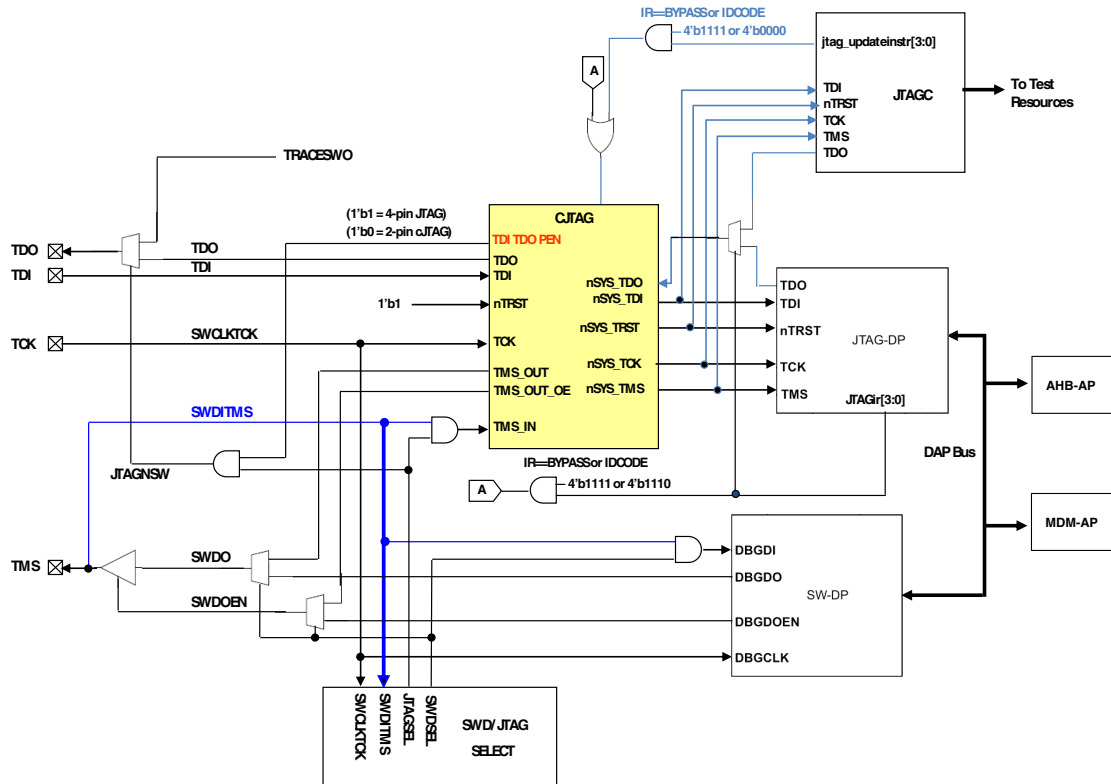 IR==BYPASSor IDCODE
4'b1111 or 4'b0000
jtag_updateinstr[3:0]
A
JTAGC
To Test
Resources
TDI
nTRST
TCK
TMS
TDO
TRACESWO
(1'b1 = 4-pin JTAG)
(1'b0 = 2-pin cJTAG)
CJTAG
TDI TDO PEN
TDO
TDO
TDO
TDI
TDI
TDI
nSYS_TDO
nSYS_TDI
TDO
TDI
1'b1
nTRST
nSYS_TRST
nTRST
JTAG-DP
TCK
SWCLKTCK
TCK
nSYS_TCK
TCK
TMS_OUT
TMS_OUT_OE
nSYS_TMS
TMS
JTAGir[3:0]
AHB-AP
SWDITMS
TMS_IN
DAP Bus
IR==BYPASSor IDCODE
JTAGNSW
A
4'b1111 or 4'b1110
MDM-AP
TMS
SWDO
DBGDI
DBGDO
SW-DP
SWDOEN
DBGDOEN
DBGCLK
SWCLKTCK
SWDITMS
JTAGSEL
SWDSEL
SWD/JTAG
SELECT